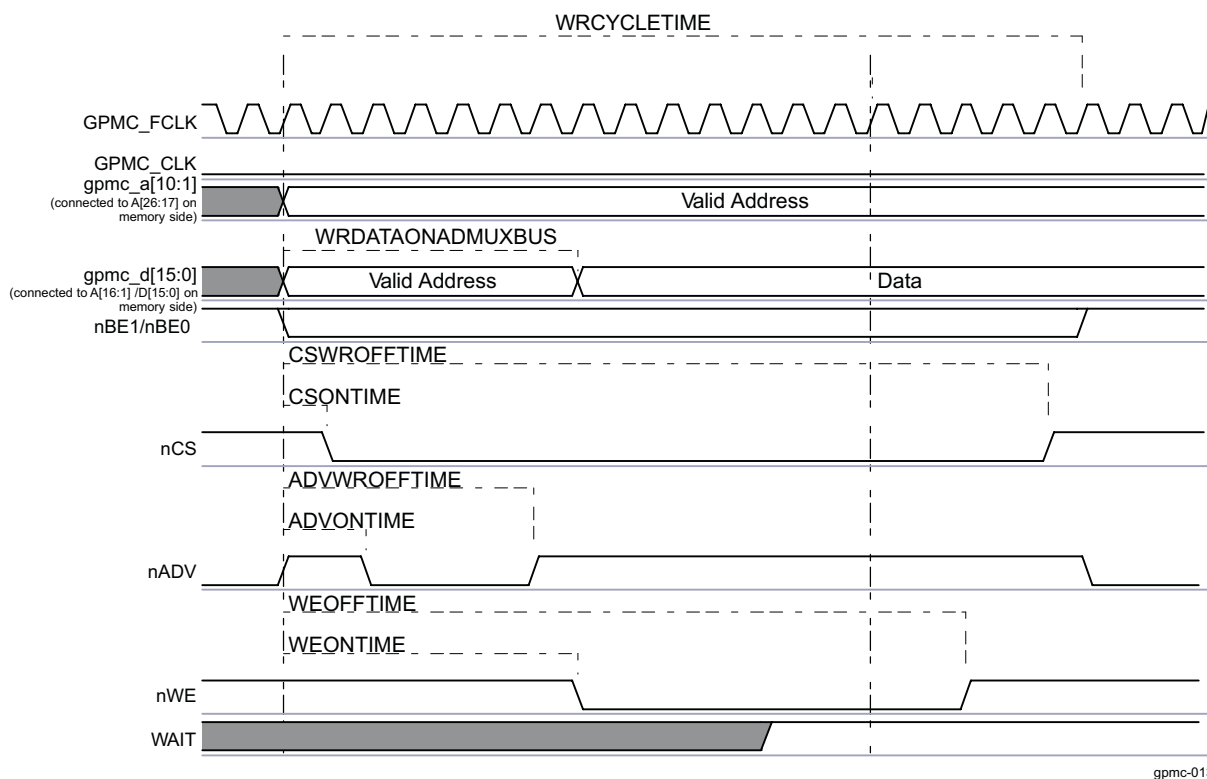 WRCYCLETIME
GPMC_FCLK
GPMC_CLK
gpmc_a[10:1]
(connected to A[26:17] on
memory side)
Valid Address
WRDATAONADMUXBUS
gpmc_d[15:0]
(connected to A[16:1] /D[15:0] on
memory side)
Valid Address
Data
nBE1/nBE0
CSWROFFTIME
CSONTIME
nCS
ADVWROFFTIME
ADVONTIME
nADV
WEOFFTIME
WEONTIME
nWE
WAIT